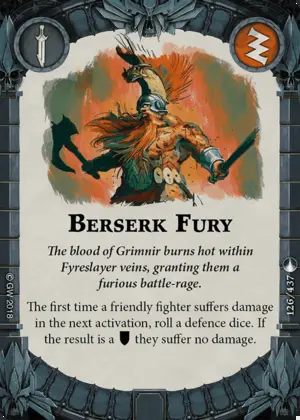 BERSERK FURY
The blood of Grimnir burns hot within
Fyreslayer veins, granting them a
furious battle-rage.
The first time a friendly fighter suffers damage
in the next activation, roll a defence dice. If
the result is a they suffer no damage.
©GW 2018
126/437